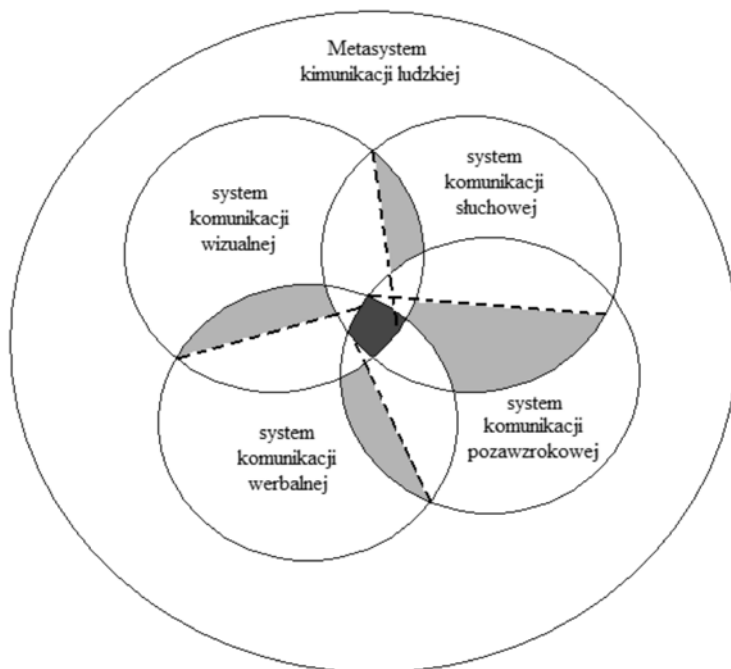 Metasystem
kimunikacji ludzkiej
system
komunikacji
wizualnej
system
komunikacji
słuchowej
system
komunikacji
werbalnej
system
komunikacji
pozawzrokowej